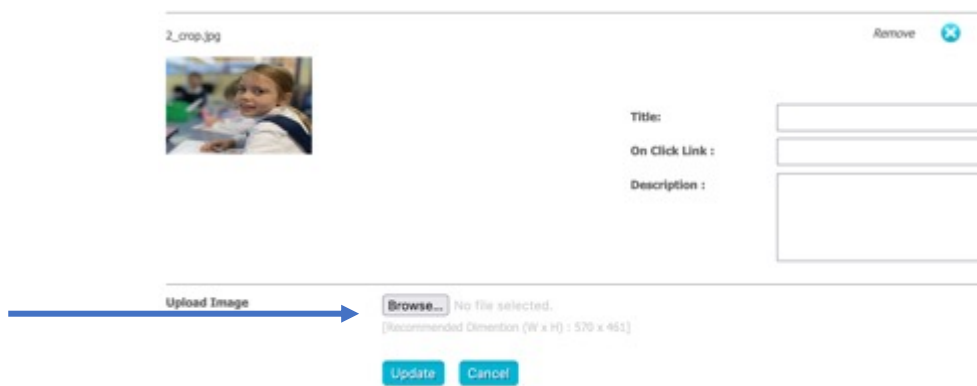 2_crop.jpg
Remove
Title:
On Click Link :
Description :
Upload Image
Browse... No file selected.
[Recommended Dimention (W x H) : 570 x 461]
Update Cancel